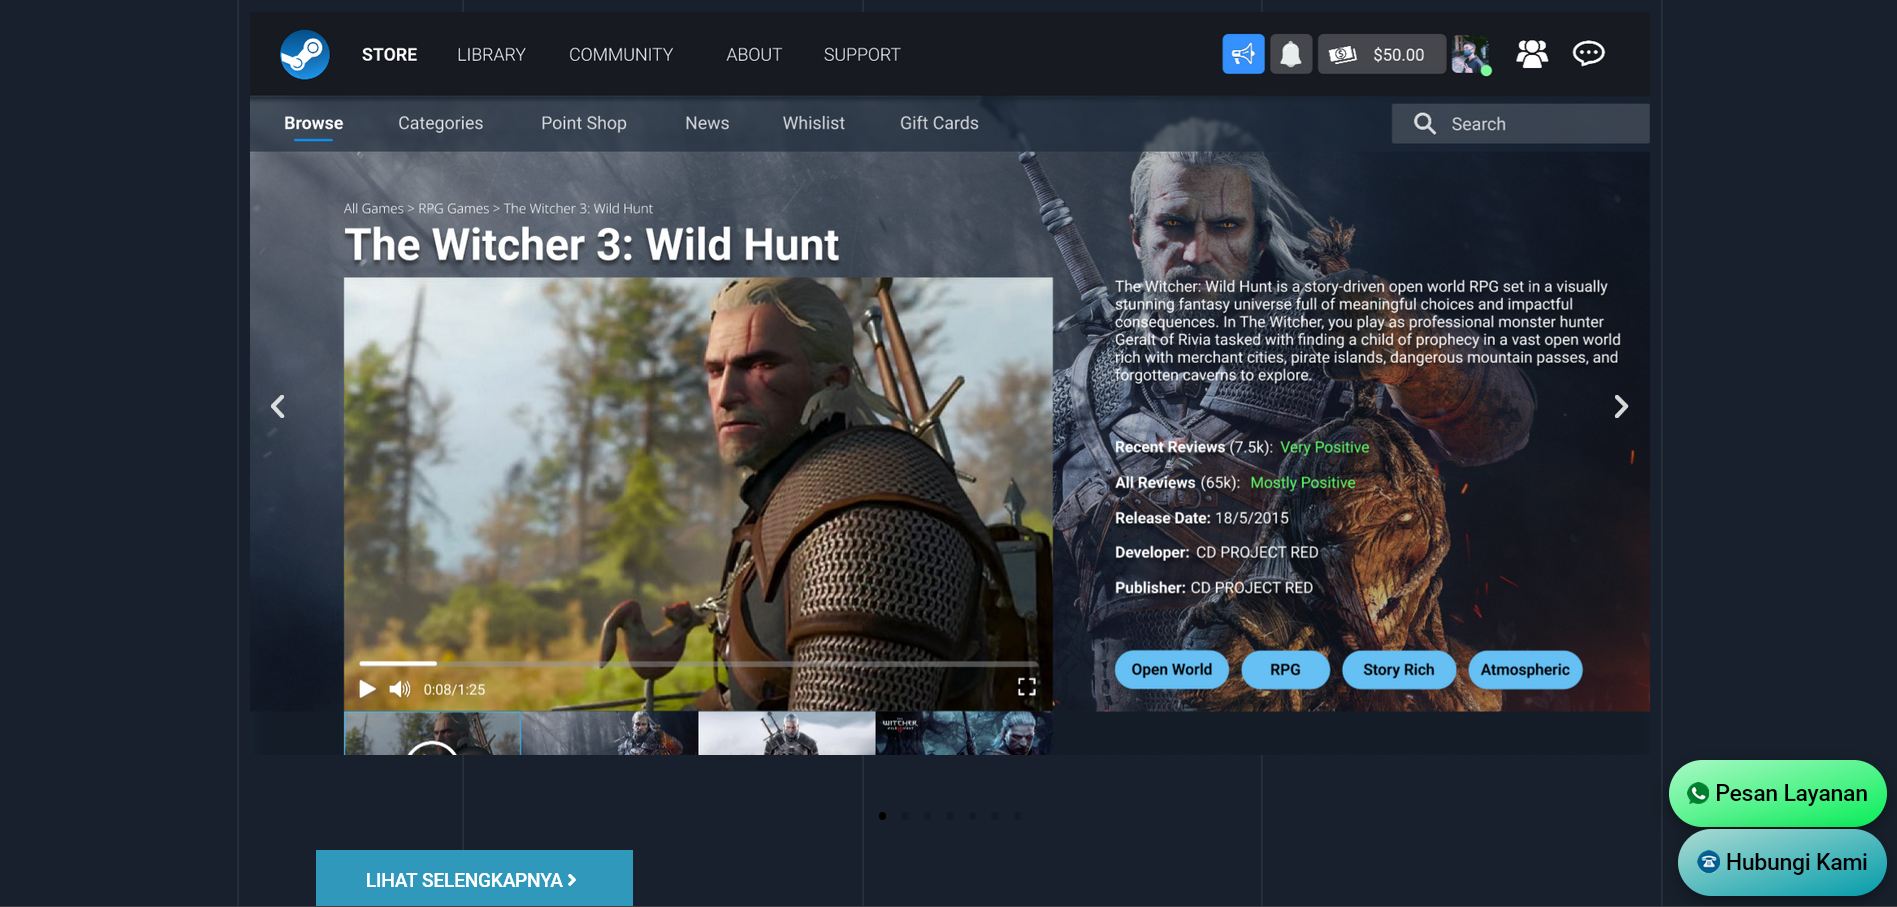 STORE LIBRARY COMMUNITY ABOUT SUPPORT $50.00
Browse Categories Point Shop News Whislist Gift Cards Search
All Games > RPG Games > The Witcher 3: Wild Hunt
The Witcher 3: Wild Hunt
The Witcher: Wild Hunt is a story-driven open world RPG set in a visually
stunning fantasy universe full of meaningful choices and impactful
consequences. In The Witcher, you play as professional monster hunter
Geralt of Rivia tasked with finding a child of prophecy in a vast open world
rich with merchant cities, pirate islands, dangerous mountain passes, and
forgotten caverns to explore.
Recent Reviews (7.5k): Very Positive
All Reviews (65k): Mostly Positive
Release Date: 18/5/2015
Developer: CD PROJECT RED
Publisher: CD PROJECT RED
Open World RPG Story Rich Atmospheric
0:08/1:25
WITCHER
Pesan Layanan
Hubungi Kami
LIHAT SELENGKAPNYA >